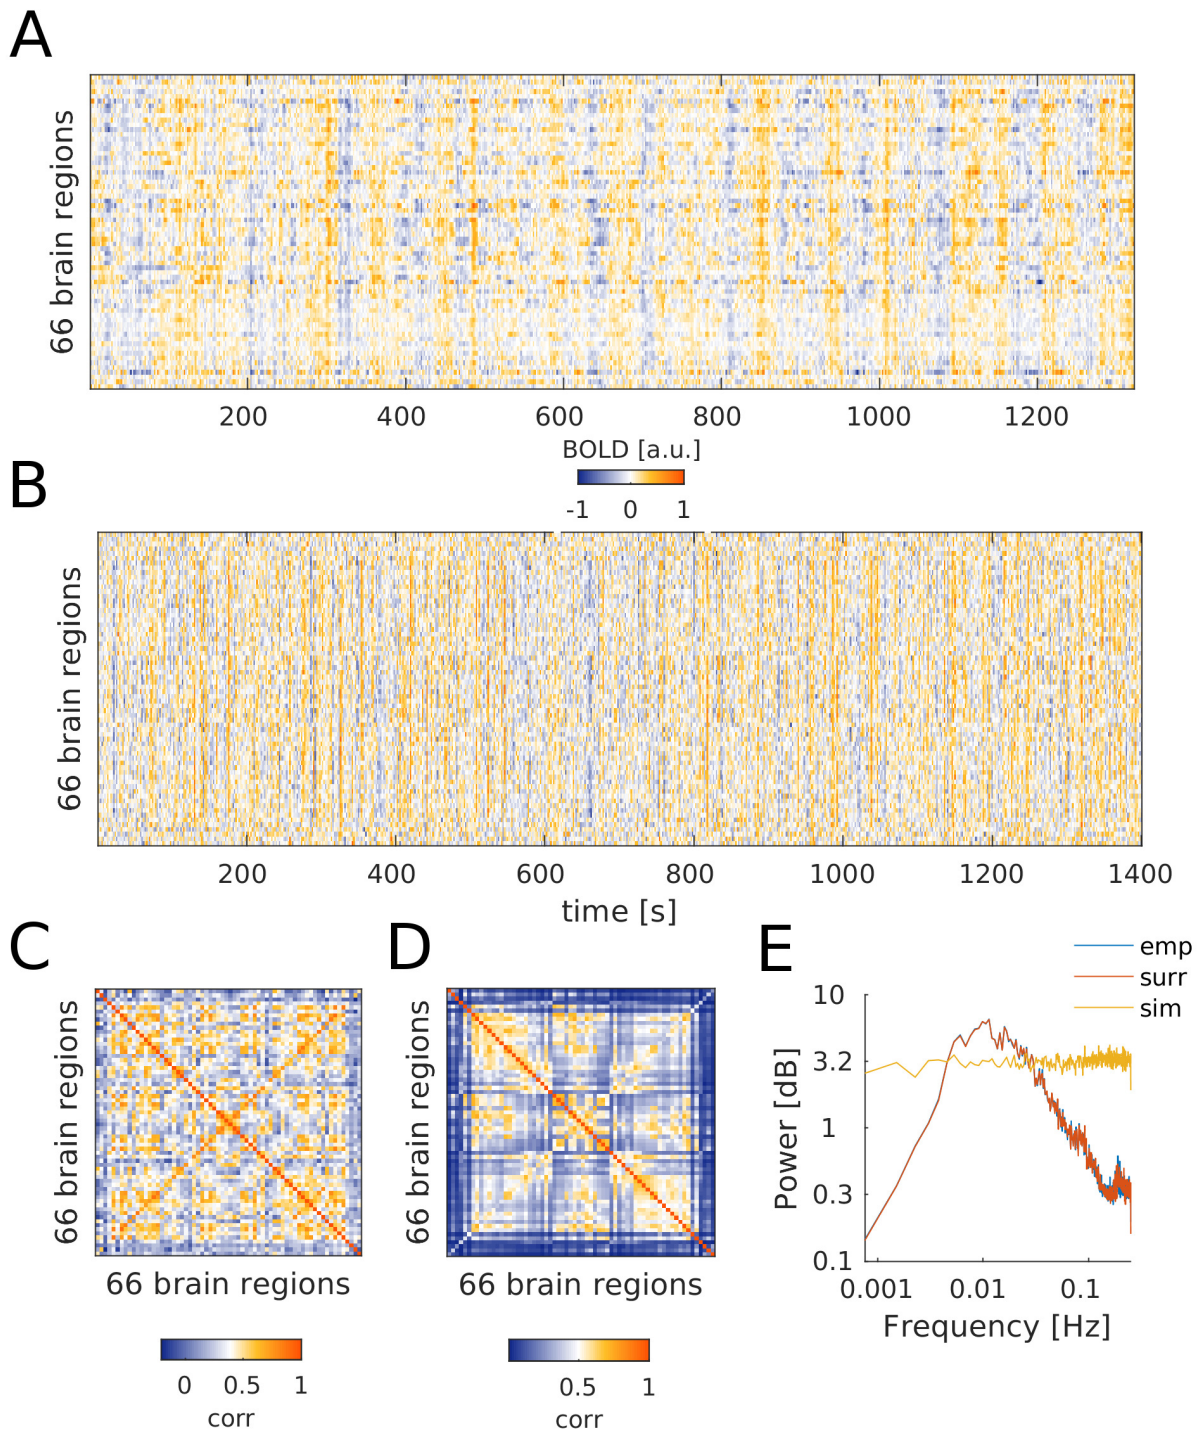 A
66 brain regions
200 400 600 800 1000 1200
BOLD [a.u.]
-1 0 1
B
66 brain regions
200 400 600 800 1000 1200 1400
time [s]
C
66 brain regions
66 brain regions
0 0.5 1
corr
D
66 brain regions
66 brain regions
0.5 1
corr
E
emp
surr
sim
10
3.2
1
0.3
0.1
Power [dB]
0.001 0.01 0.1
Frequency [Hz]